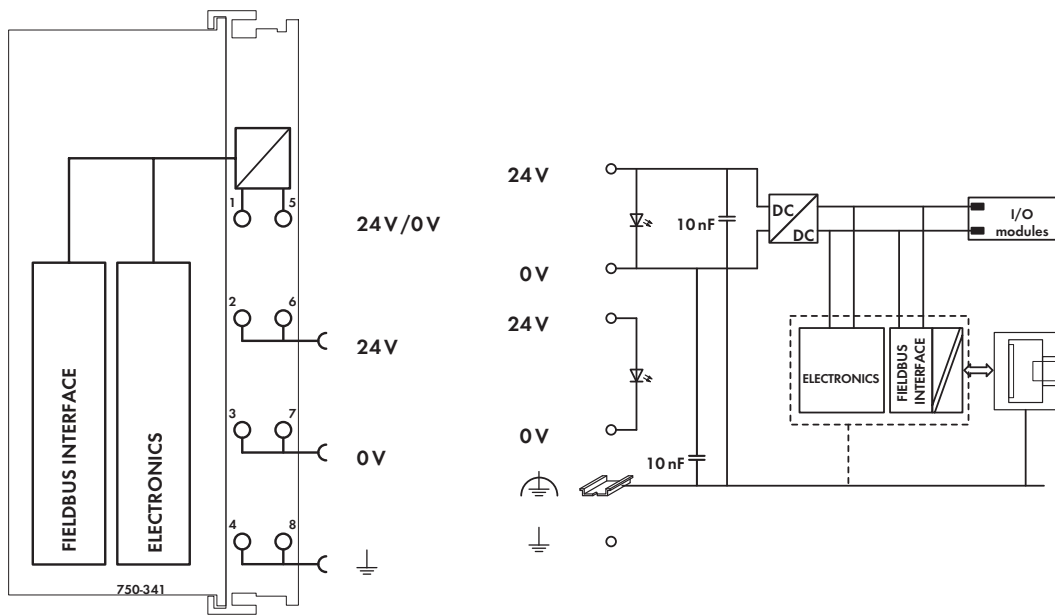 1
5
24V/0V
2
6
24V
3
7
0V
4
8
FIELDBUS INTERFACE
ELECTRONICS
750-341
24V
0V
24V
0V
10nF
10nF
DC
DC
I/O
modules
ELECTRONICS
FIELDBUS
INTERFACE